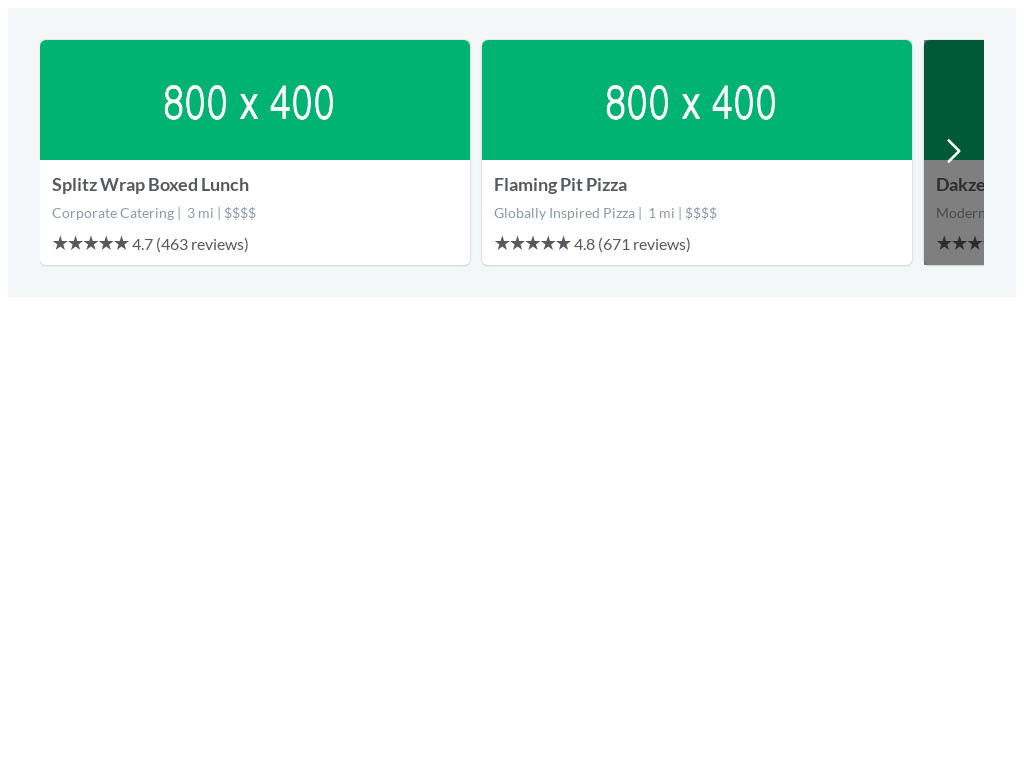 800 x 400
Splitz Wrap Boxed Lunch
Corporate Catering | 3 mi | $$$$
★★★★★ 4.7 (463 reviews)
800 x 400
Flaming Pit Pizza
Globally Inspired Pizza | 1 mi | $$$$
★★★★★ 4.8 (671 reviews)
Dakze
Modern
★★★